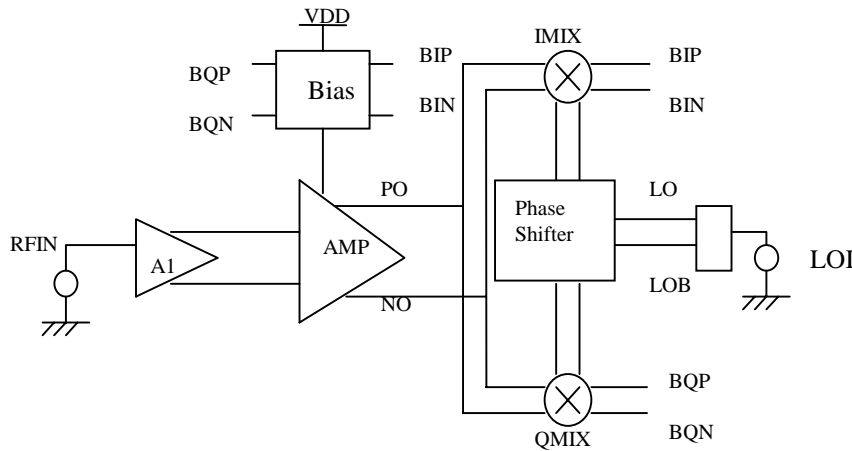 VDD
IMIX
BIP
BIP
BQP
Bias
BIN
BQN
BIN
PO
LO
Phase
Shifter
RFIN
AMP
A1
LOI
LOB
NO
BQP
QMIX
BQN